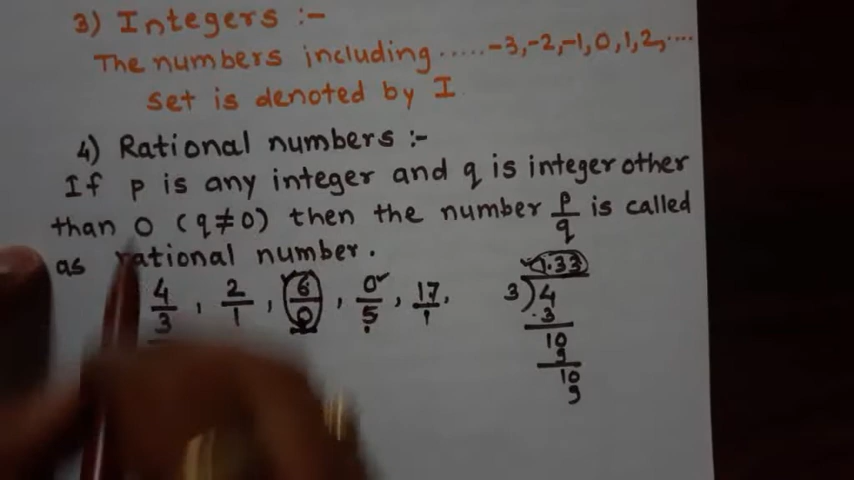 3) Integers :-
The numbers including .....-3,-2,-1,0,1,2,....
set is denoted by I
4) Rational numbers :-
If p is any integer and q is integer other
than 0 (q≠0) then the number p/q is called
as rational number.
4/3, 2/1, 6/0, 0/5, 17/1.
1.33
3)4
3
10
9
10
9